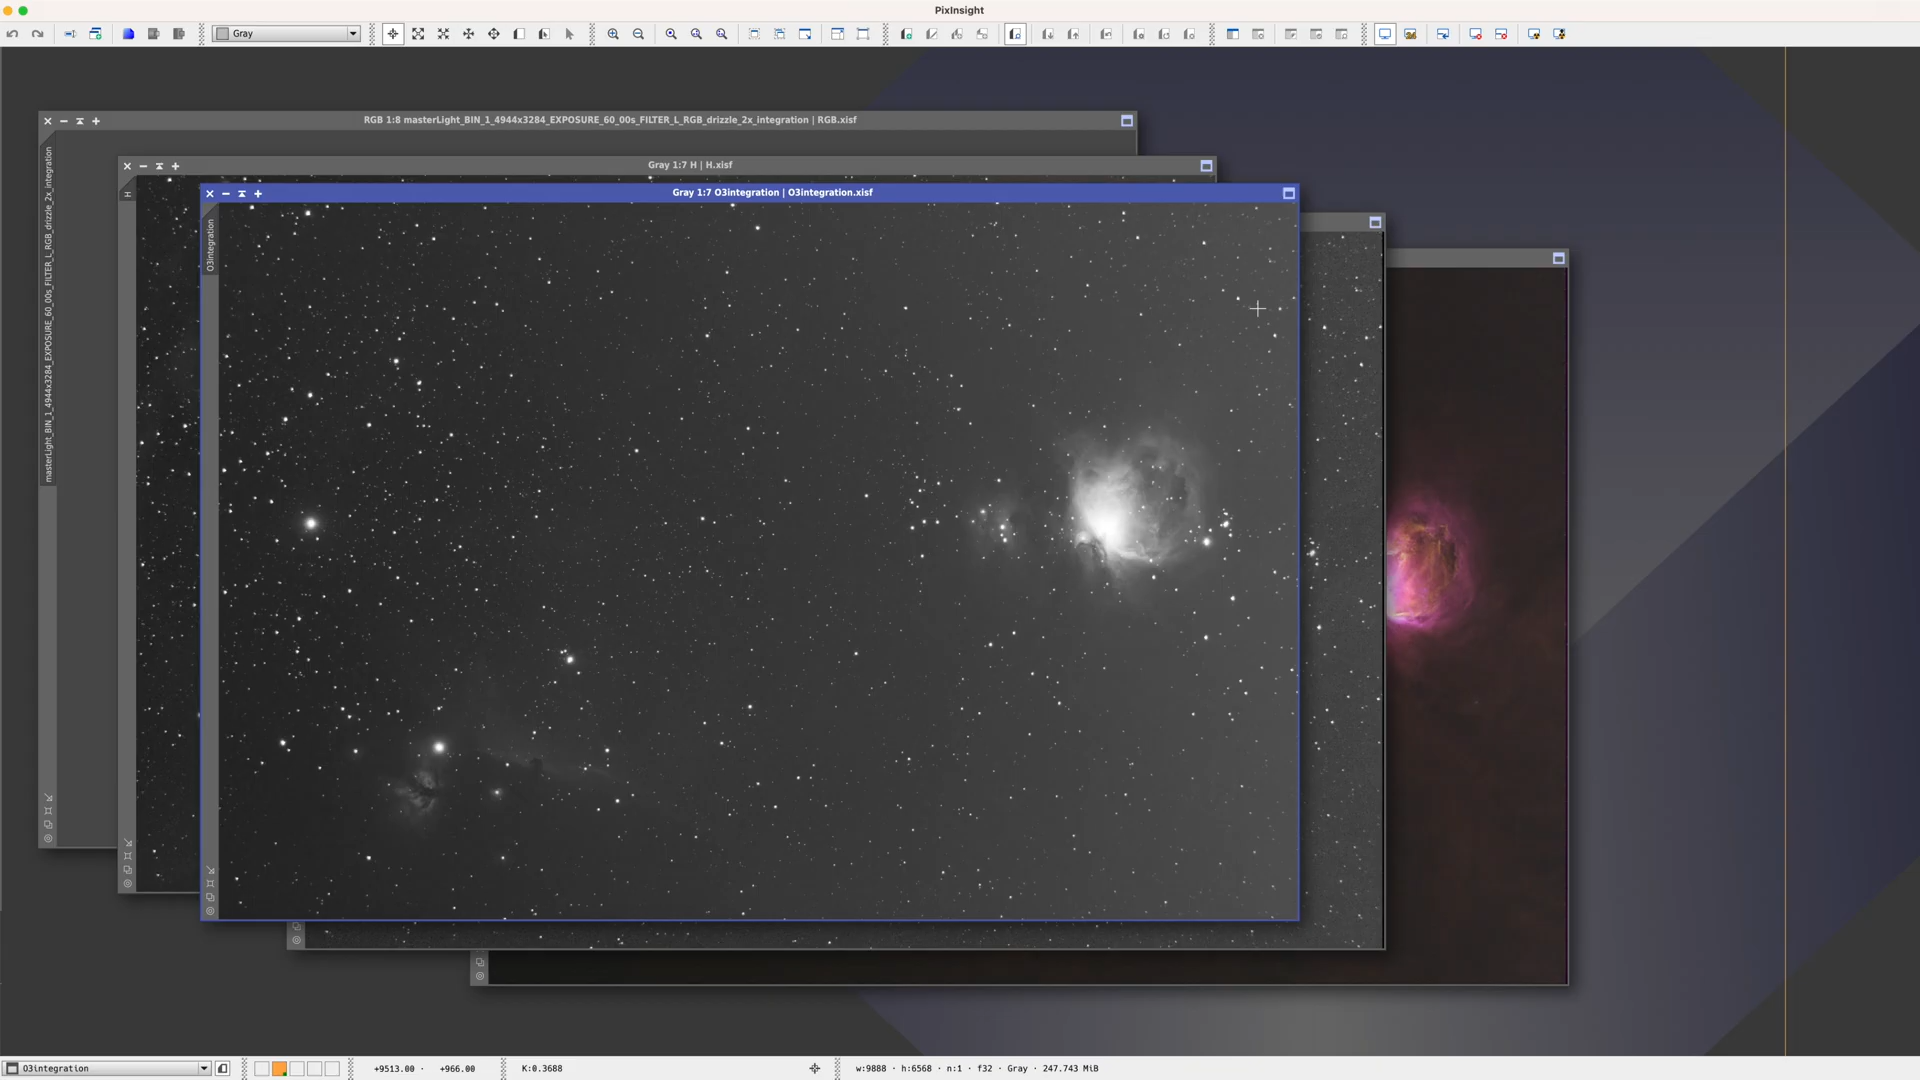 PixInsight
Gray
RGB 1:8 masterLight_BIN_1_4944x3284_EXPOSURE_60_00s_FILTER_L_RGB_drizzle_2x_integration | RGB.xisf
masterLight_BIN_1_4944x3284_EXPOSURE_60_00s_FILTER_L_RGB_drizzle_2x_integration
Gray 1:7 H | H.xisf
H
Gray 1:7 O3integration | O3integration.xisf
O3integration
O3integration
+9513.00 · +966.00
K:0.3688
w:9888 · h:6568 · n:1 · f32 · Gray · 247.743 MiB